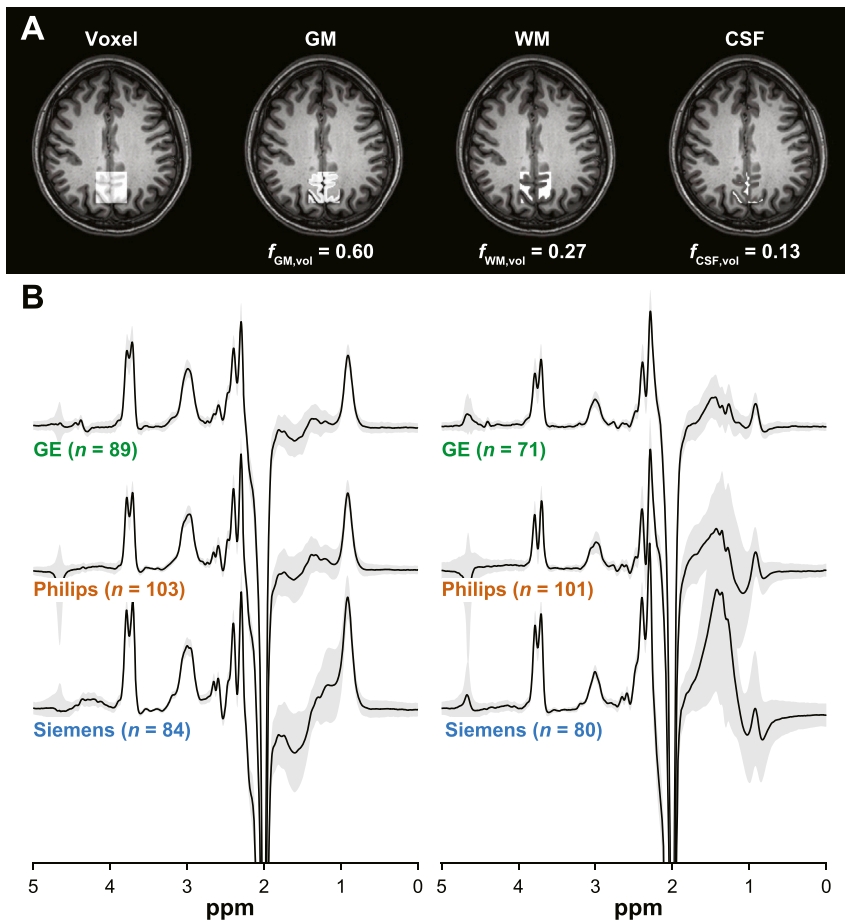 A
Voxel GM WM CSF
fGM,vol = 0.60 fWM,vol = 0.27 fCSF,vol = 0.13
B
GE (n = 89) GE (n = 71)
Philips (n = 103) Philips (n = 101)
Siemens (n = 84) Siemens (n = 80)
5 4 3 2 1 0 5 4 3 2 1 0
ppm ppm